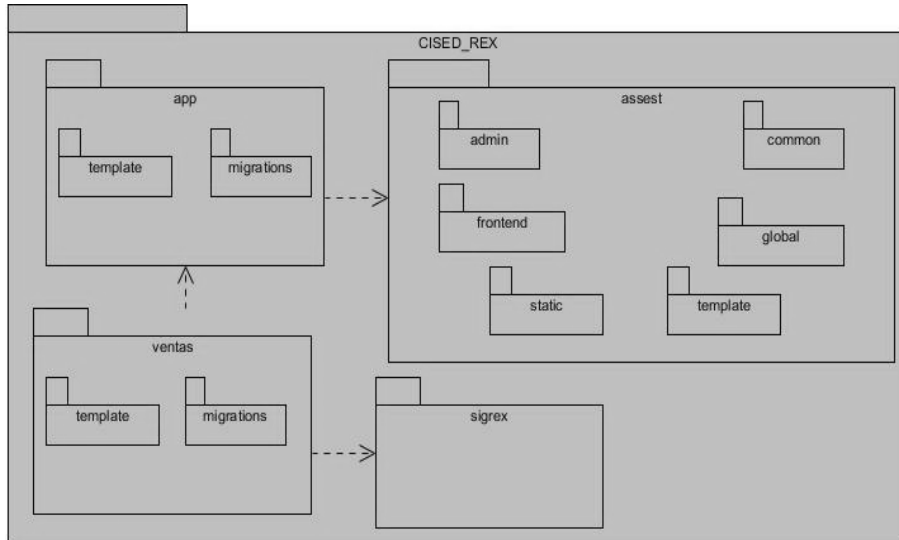 CISED_REX
app
template
migrations
assest
admin
common
frontend
global
static
template
ventas
template
migrations
sigrex